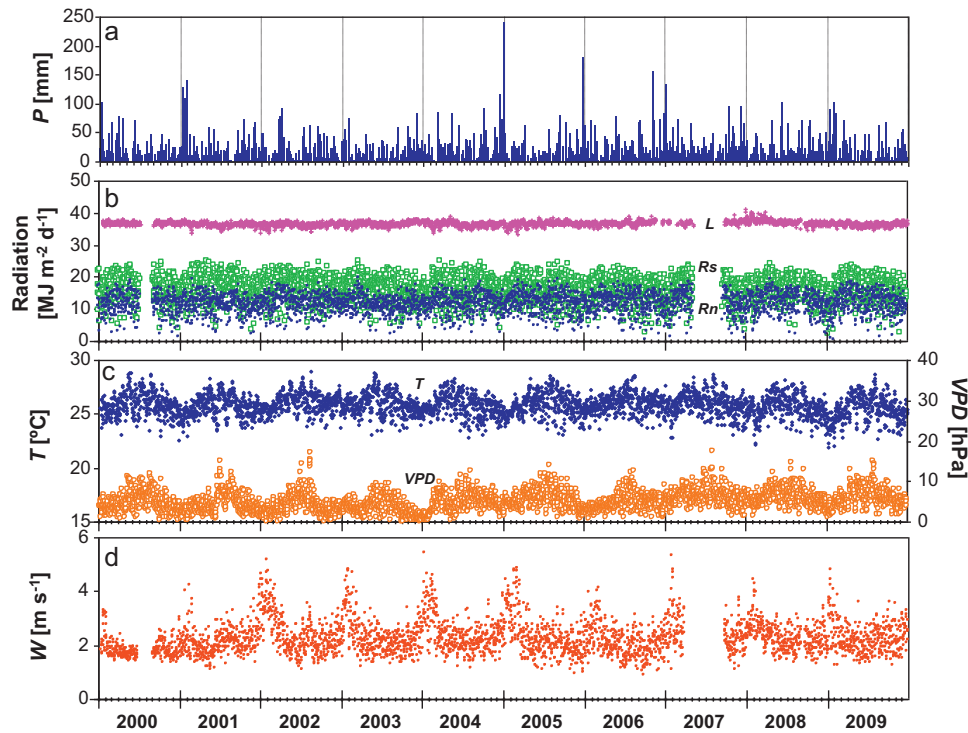 a
P [mm]
250
200
150
100
50
0
b
Radiation
[MJ m⁻² d⁻¹]
50
40
30
20
10
0
L
Rs
Rn
c
T [ºC]
30
25
20
15
T
VPD
40
30
20
10
0
VPD [hPa]
d
W [m s⁻¹]
6
4
2
0
2000 2001 2002 2003 2004 2005 2006 2007 2008 2009